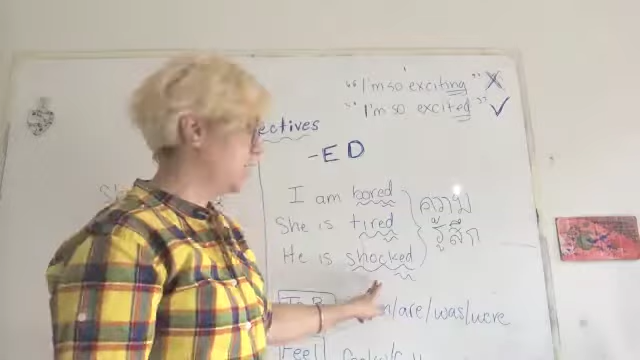 "I'm so exciting" X
"I'm so excited" ✓
ectives
-ED
I am bored
She is tired
He is shocked
ความ
รู้สึก
/are/was/were
Feel